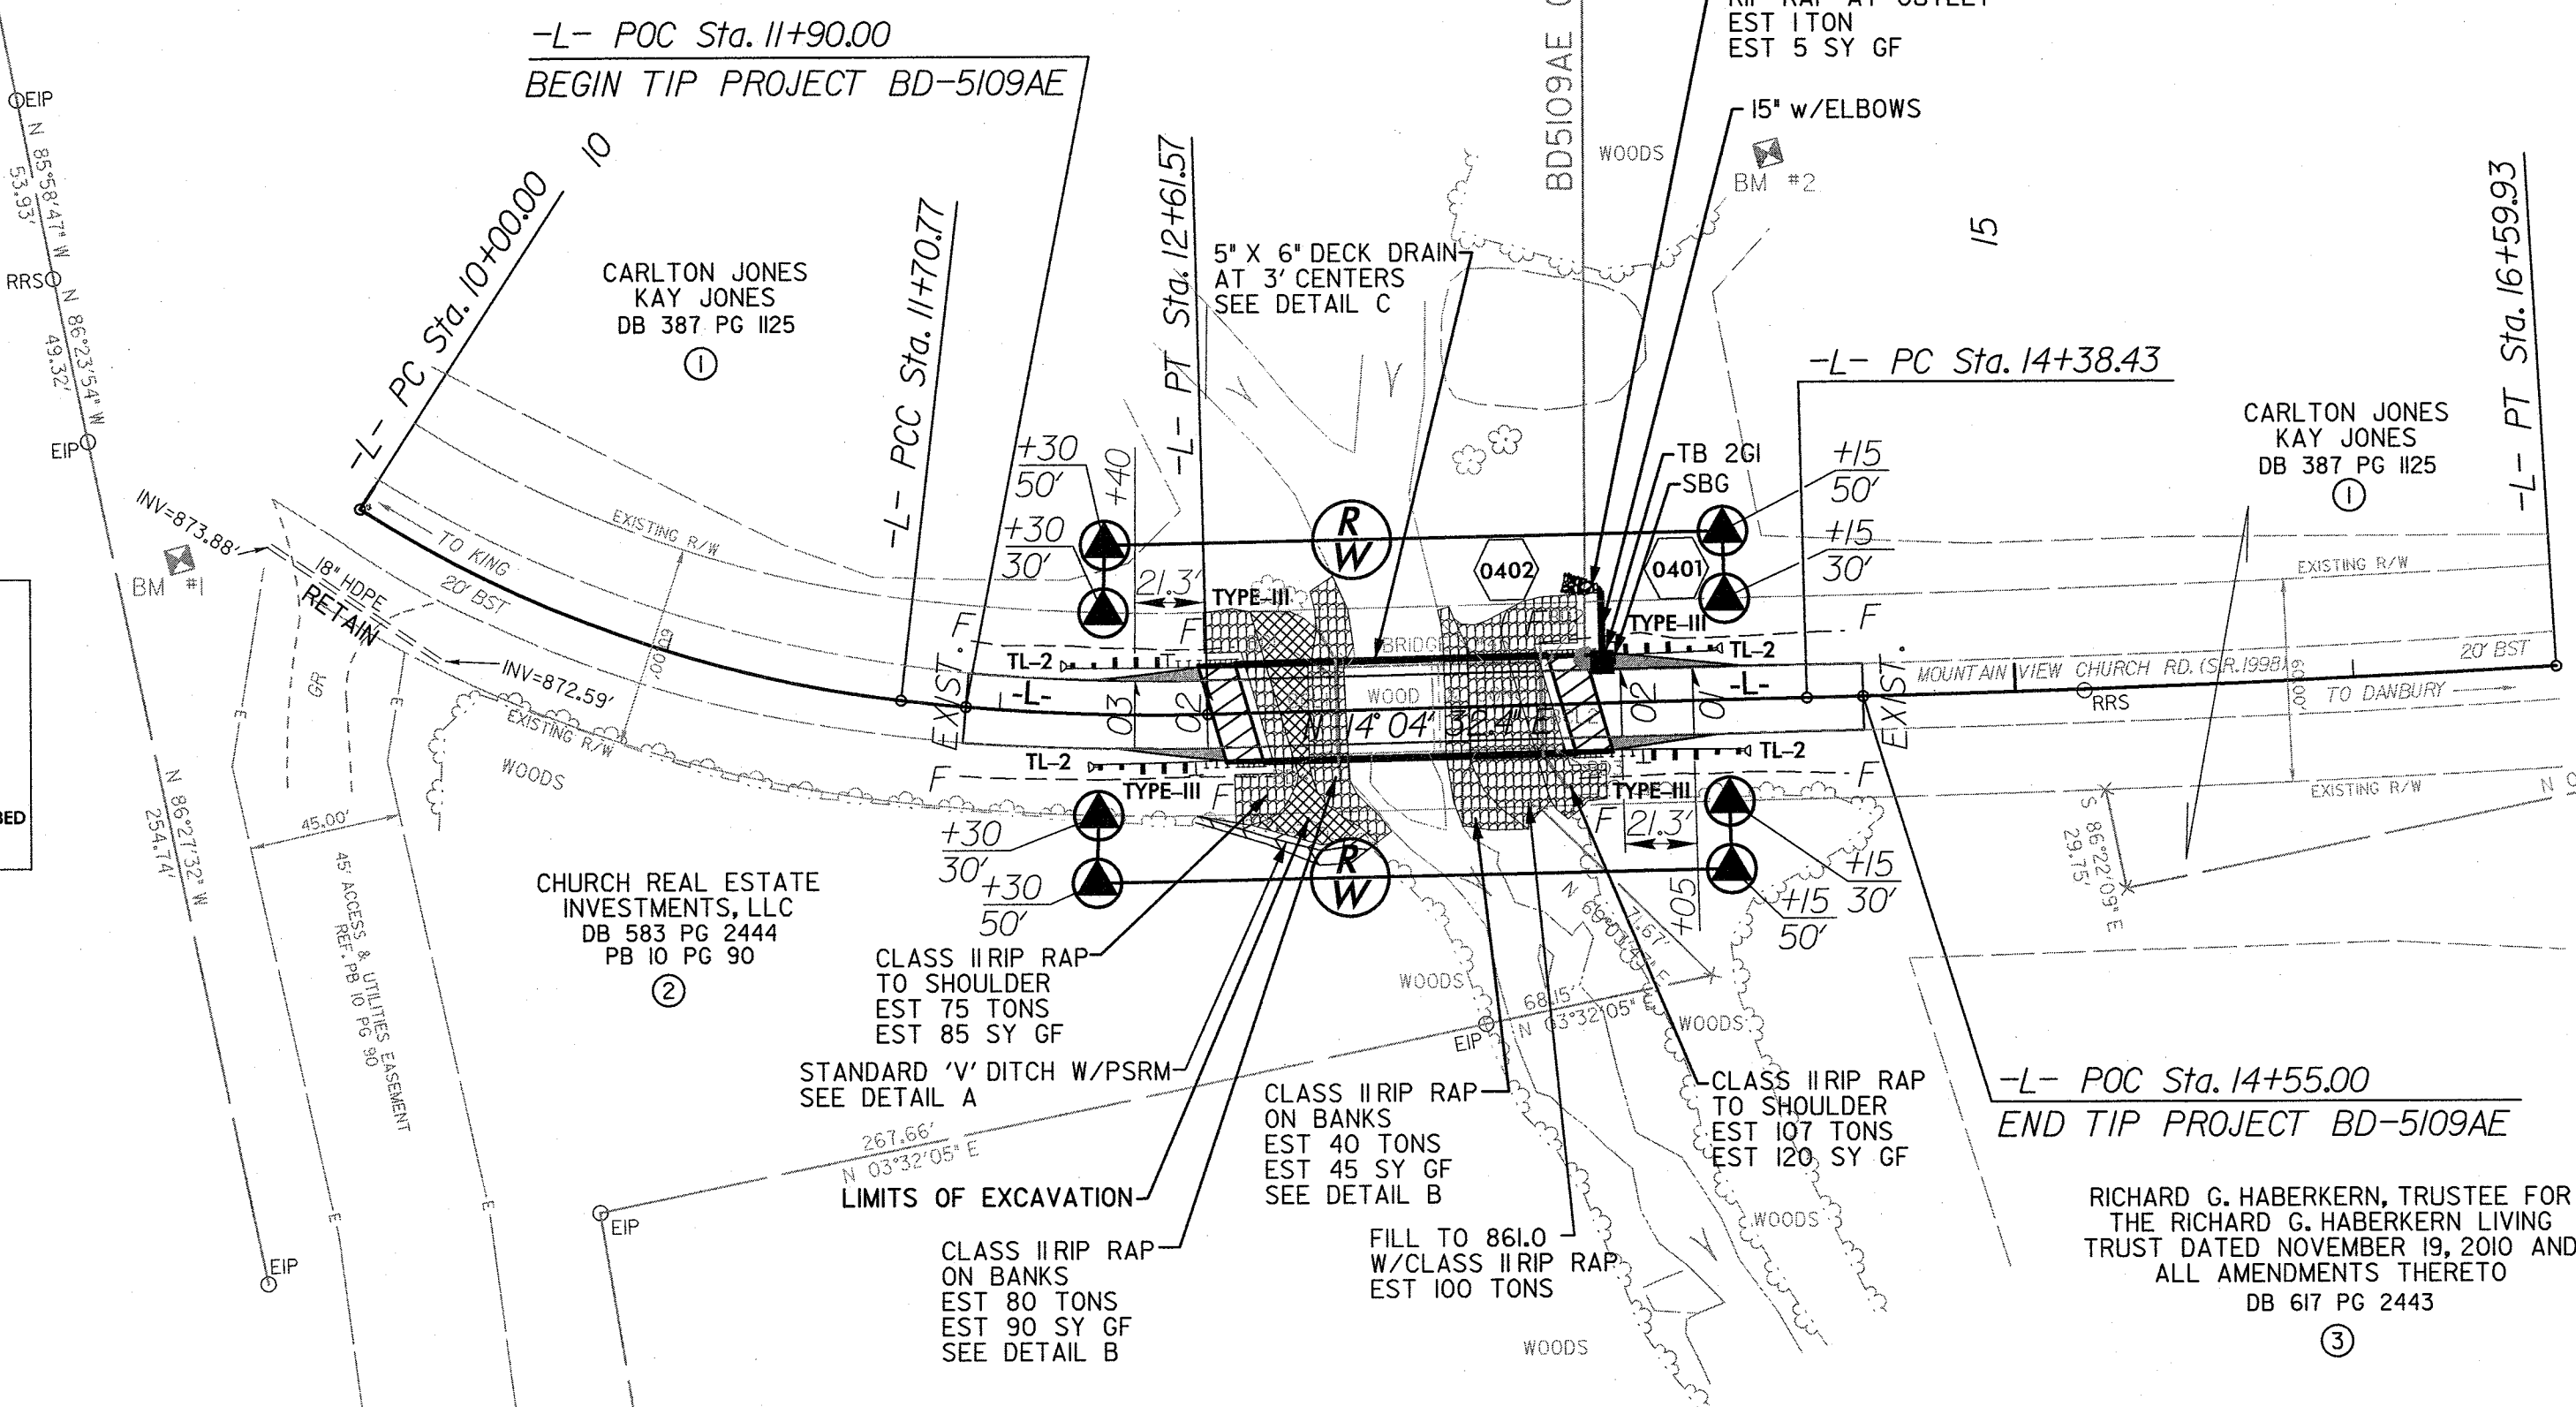 -L- POC Sta. 11+90.00
BEGIN TIP PROJECT BD-5109AE
RIP RAP AT OUTLET
EST 1 TON
EST 5 SY GF
15" w/ELBOWS
BD5109AE
WOODS
BM #2
EIP
N 85°58'47" W
53.93'
RRS
N 86°23'54" W
49.32'
EIP
10
-L- PC Sta. 10+00.00
CARLTON JONES
KAY JONES
DB 387 PG 1125
1
-L- PCC Sta. 11+70.77
-L- PT Sta. 12+61.57
5" X 6" DECK DRAIN
AT 3' CENTERS
SEE DETAIL C
15
-L- PT Sta. 16+59.93
-L- PC Sta. 14+38.43
CARLTON JONES
KAY JONES
DB 387 PG 1125
1
INV=873.88'
BM #1
18" HDPE
RETAIN
TO KING
20' BST
EXISTING R/W
60.00'
INV=872.59'
EXISTING R/W
GR
WOODS
+30
50'
+40
+30
30'
21.3'
TYPE-III
R
W
0402
0401
TB 2GI
SBG
+15
50'
+15
30'
TYPE-III
F
F
F
TL-2
TL-2
BRIDGE
WOOD
EXIST.
-L-
03
02
N 14° 04' 32.4" E
02
01
-L-
EXIST.
MOUNTAIN VIEW CHURCH RD. (S.R. 1998)
20' BST
RRS
TO DANBURY
EXISTING R/W
60.00'
EXISTING R/W
TL-2
TL-2
F
TYPE-III
F
TYPE-III
F
F
21.3'
+30
30'
+30
50'
R
W
+05
+15
30'
+15
50'
S 86°22'09" E
29.75'
BED
N 86°27'32" W
254.74'
45.00'
45' ACCESS & UTILITIES EASEMENT
REF. PB 10 PG 90
E
E
E
E
EIP
CHURCH REAL ESTATE
INVESTMENTS, LLC
DB 583 PG 2444
PB 10 PG 90
2
CLASS II RIP RAP
TO SHOULDER
EST 75 TONS
EST 85 SY GF
STANDARD 'V' DITCH W/PSRM
SEE DETAIL A
267.66'
N 03°32'05" E
EIP
LIMITS OF EXCAVATION
CLASS II RIP RAP
ON BANKS
EST 80 TONS
EST 90 SY GF
SEE DETAIL B
CLASS II RIP RAP
ON BANKS
EST 40 TONS
EST 45 SY GF
SEE DETAIL B
FILL TO 861.0
W/CLASS II RIP RAP
EST 100 TONS
WOODS
71.67'
68.15'
N 03°32'05" E
EIP
WOODS
WOODS
WOODS
CLASS II RIP RAP
TO SHOULDER
EST 107 TONS
EST 120 SY GF
-L- POC Sta. 14+55.00
END TIP PROJECT BD-5109AE
RICHARD G. HABERKERN, TRUSTEE FOR
THE RICHARD G. HABERKERN LIVING
TRUST DATED NOVEMBER 19, 2010 AND
ALL AMENDMENTS THERETO
DB 617 PG 2443
3